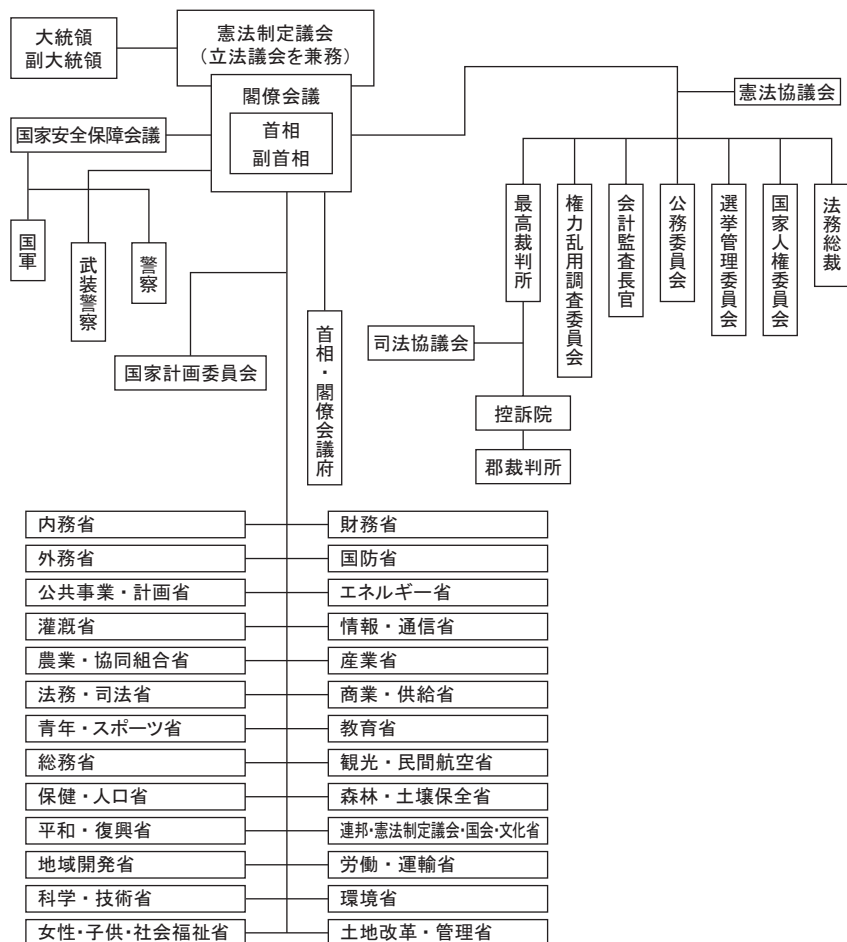 大統領
副大統領
憲法制定議会
（立法議会を兼務）
閣僚会議
首相
副首相
憲法協議会
国家安全保障会議
国軍
武装警察
警察
国家計画委員会
首相・閣僚会議府
最高裁判所
権力乱用調査委員会
会計監査長官
公務委員会
選挙管理委員会
国家人権委員会
法務総裁
司法協議会
控訴院
郡裁判所
内務省
財務省
外務省
国防省
公共事業・計画省
エネルギー省
灌漑省
情報・通信省
農業・協同組合省
産業省
法務・司法省
商業・供給省
青年・スポーツ省
教育省
総務省
観光・民間航空省
保健・人口省
森林・土壌保全省
平和・復興省
連邦・憲法制定議会・国会・文化省
地域開発省
労働・運輸省
科学・技術省
環境省
女性・子供・社会福祉省
土地改革・管理省